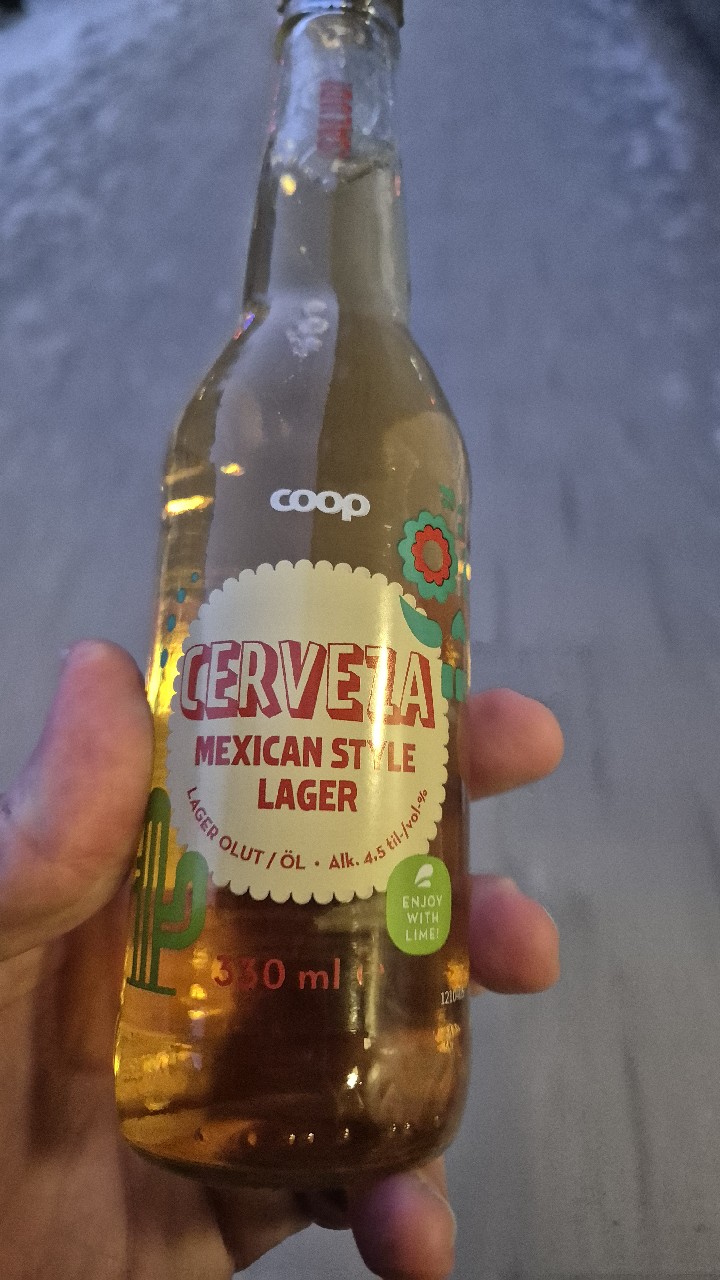 coop
CERVEZA
MEXICAN STYLE
LAGER
LAGER OLUT / ÖL • Alk. 4,5 til-/vol-%
ENJOY
WITH
LIME!
330 ml